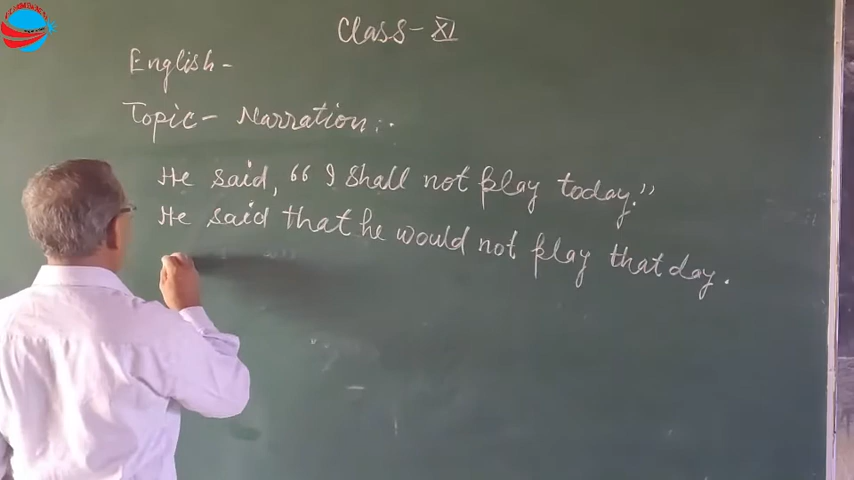 Class - XI
English -
Topic - Narration :.
He said, “ I shall not play today.”
He said that he would not play that day.